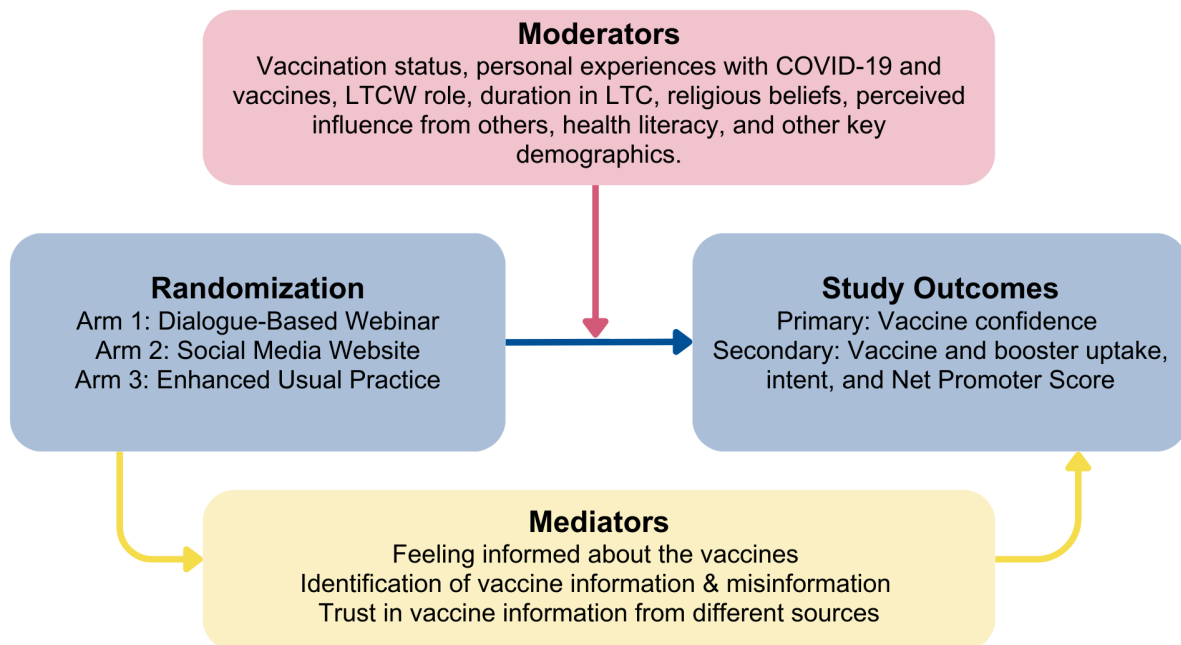 Moderators
Vaccination status, personal experiences with COVID-19 and
vaccines, LTCW role, duration in LTC, religious beliefs, perceived
influence from others, health literacy, and other key
demographics.
Randomization
Arm 1: Dialogue-Based Webinar
Arm 2: Social Media Website
Arm 3: Enhanced Usual Practice
Study Outcomes
Primary: Vaccine confidence
Secondary: Vaccine and booster uptake,
intent, and Net Promoter Score
Mediators
Feeling informed about the vaccines
Identification of vaccine information & misinformation
Trust in vaccine information from different sources